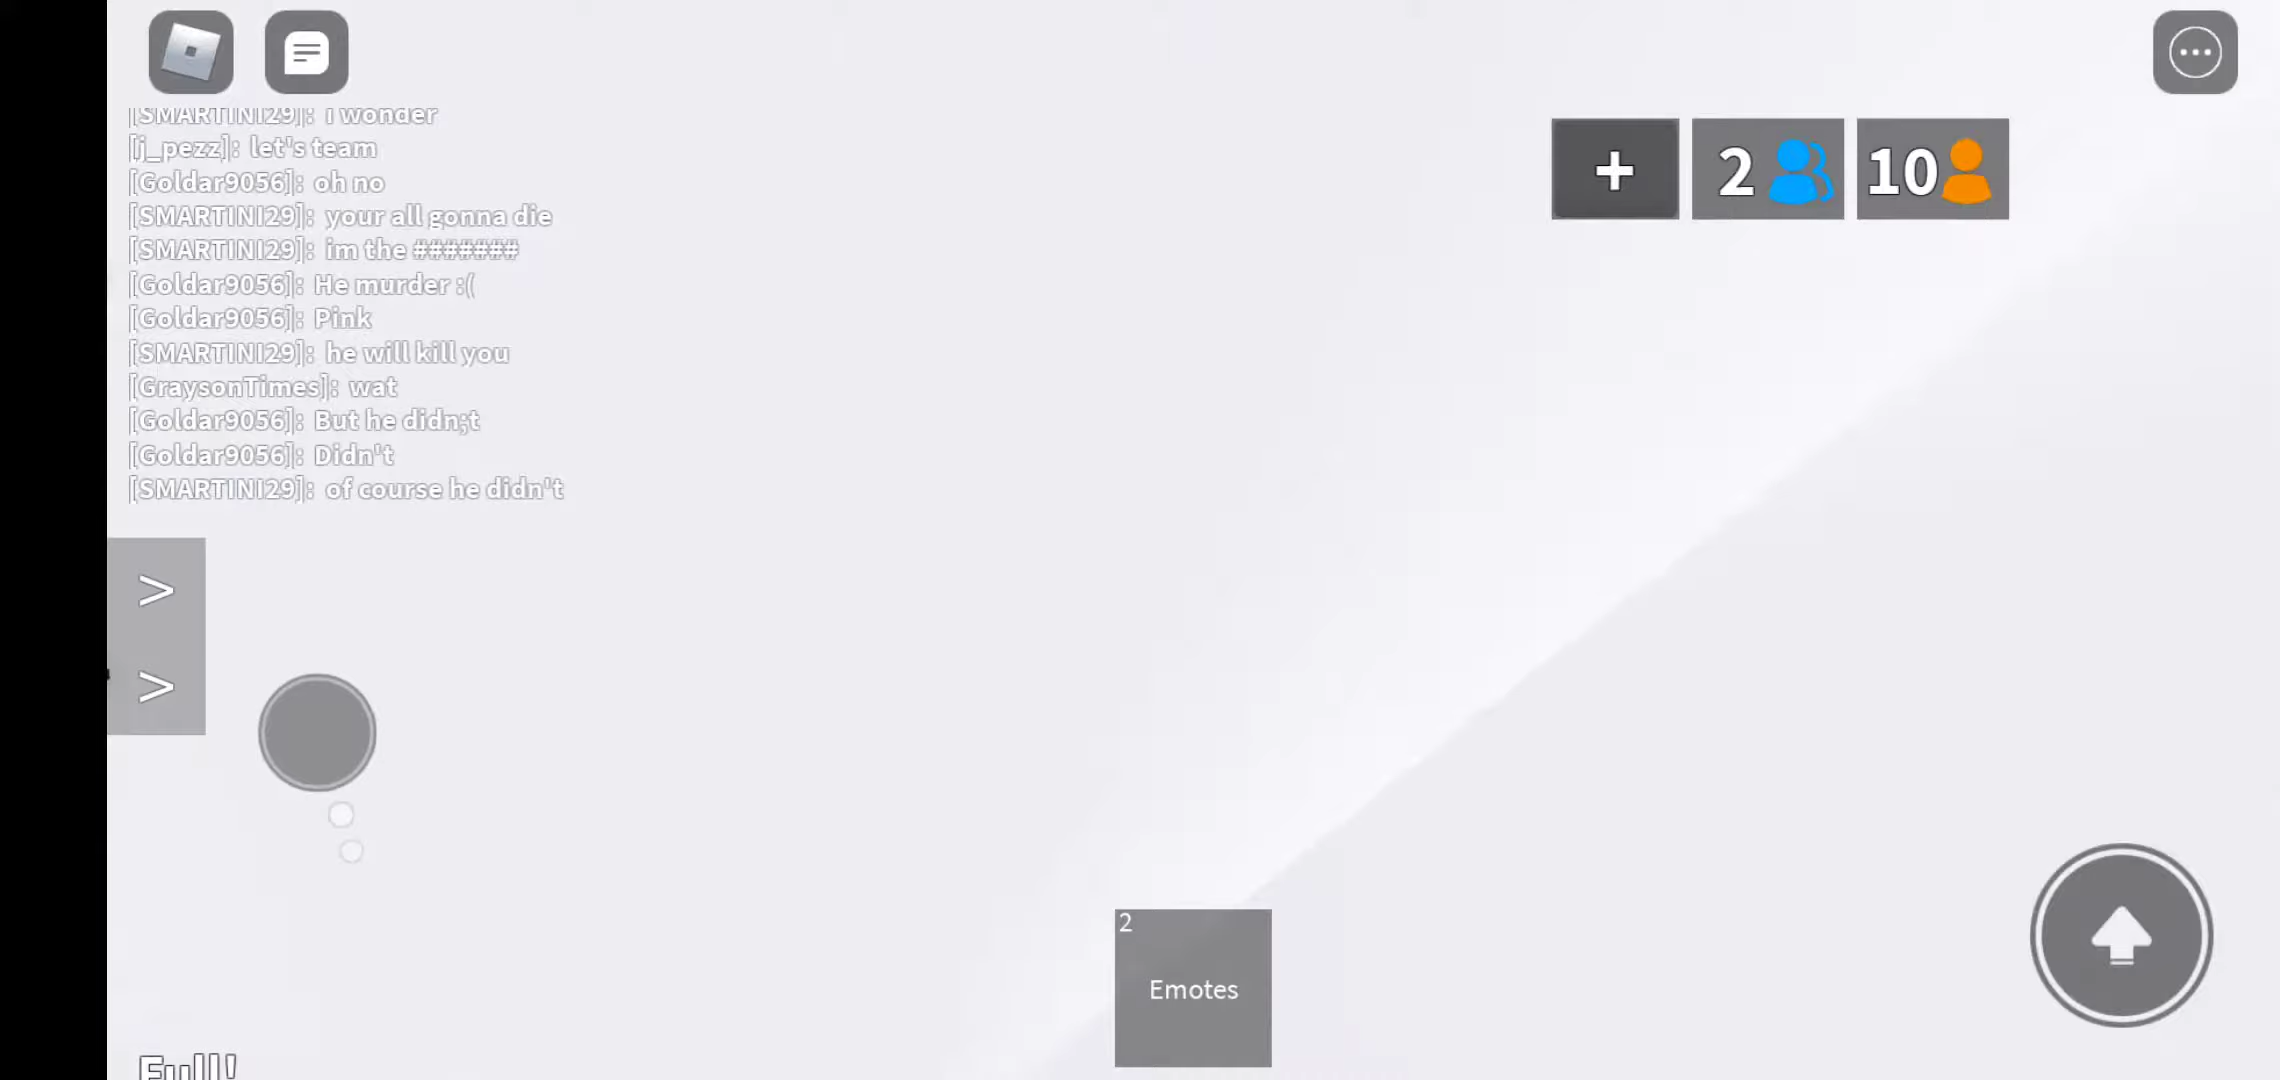 [SMARTINI29]: i wonder
[j_pezz]: let's team
[Goldar9056]: oh no
[SMARTINI29]: your all gonna die
[SMARTINI29]: im the #######
[Goldar9056]: He murder :(
[Goldar9056]: Pink
[SMARTINI29]: he will kill you
[GraysonTimes]: wat
[Goldar9056]: But he didn;t
[Goldar9056]: Didn't
[SMARTINI29]: of course he didn't
+
2
10
>
>
2
Emotes
Full!